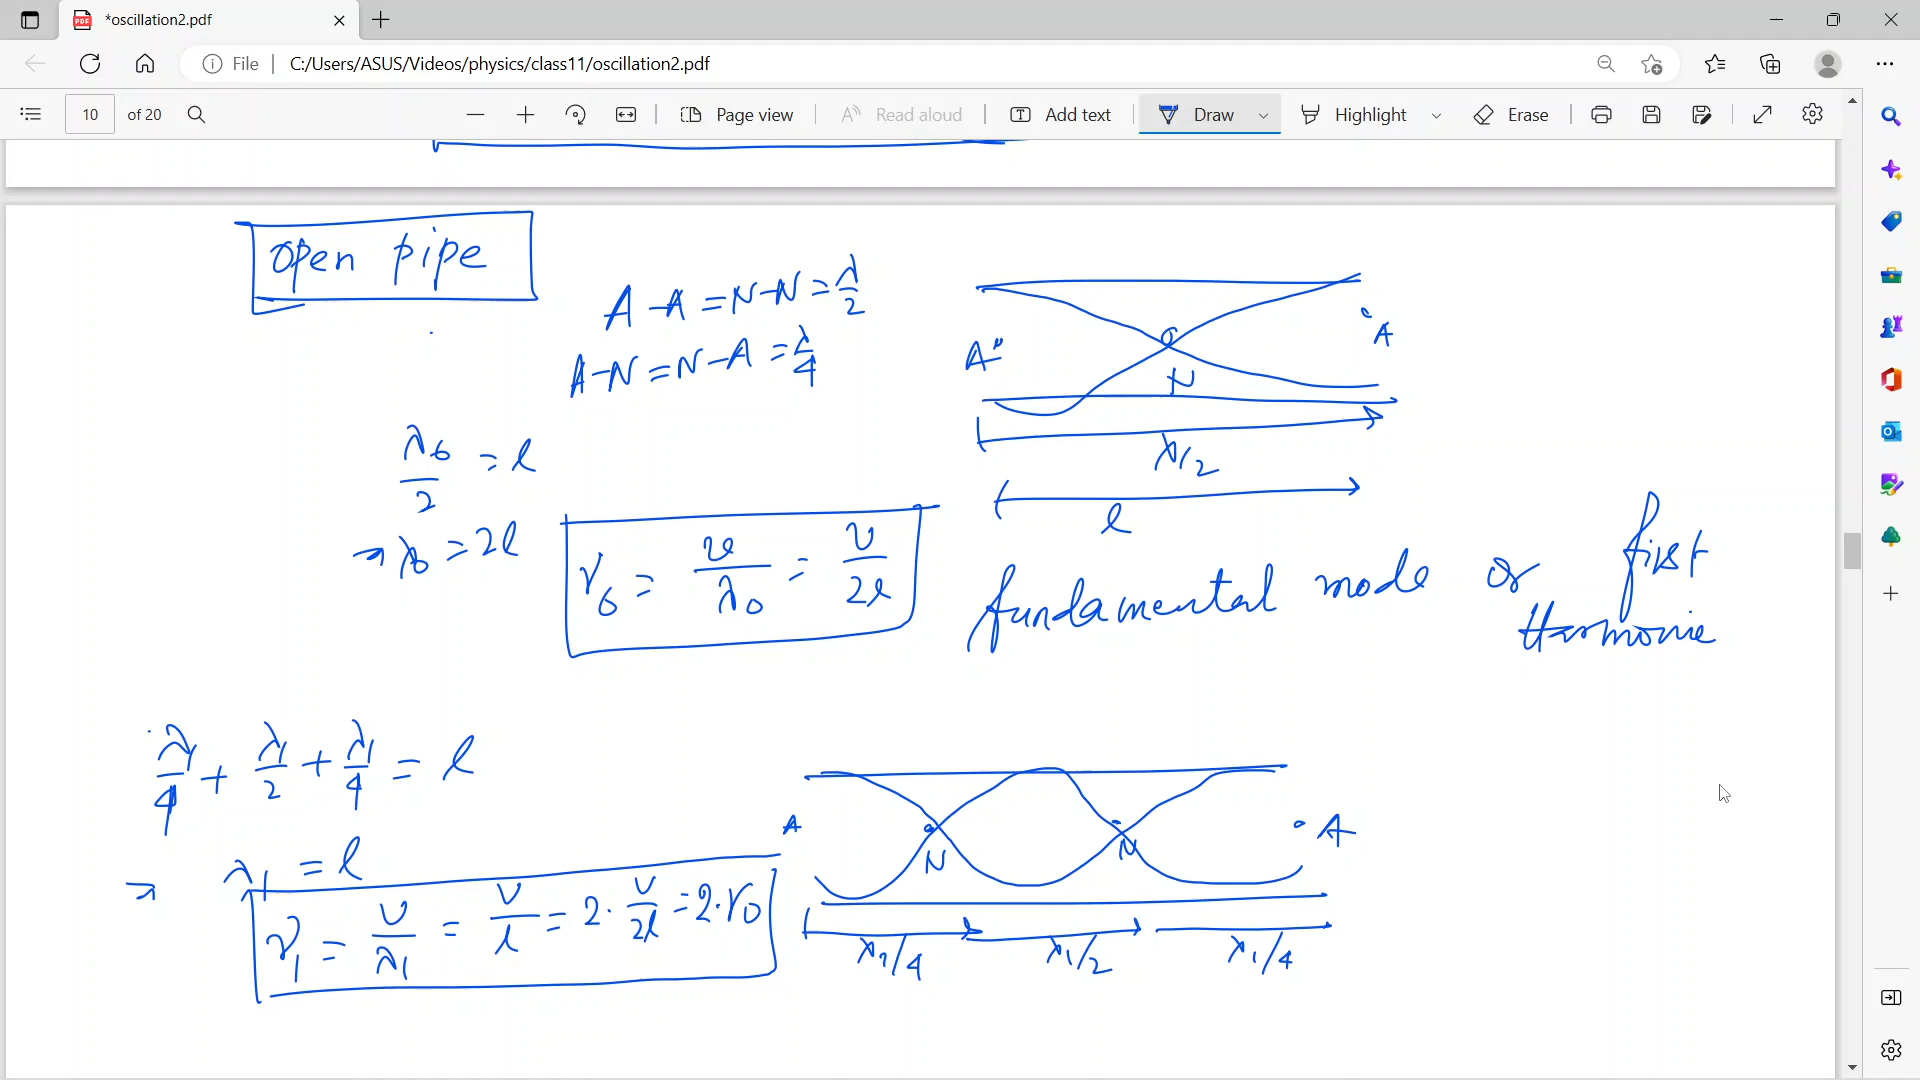 *oscillation2.pdf
File
C:/Users/ASUS/Videos/physics/class11/oscillation2.pdf
10 of 20
Page view
Read aloud
Add text
Draw
Highlight
Erase
open pipe
A-A = N-N = λ/2
A-N = N-A = λ/4
A
A
N
λ/2
l
λ₀/2 = l
→ λ₀ = 2l
ν₀ = v/λ₀ = v/2l
fundamental mode or first Harmonic
λ₁/4 + λ₁/2 + λ₁/4 = l
→ λ₁ = l
ν₁ = v/λ₁ = v/l = 2·v/2l = 2·ν₀
A
N
N
A
λ₁/4
λ₁/2
λ₁/4